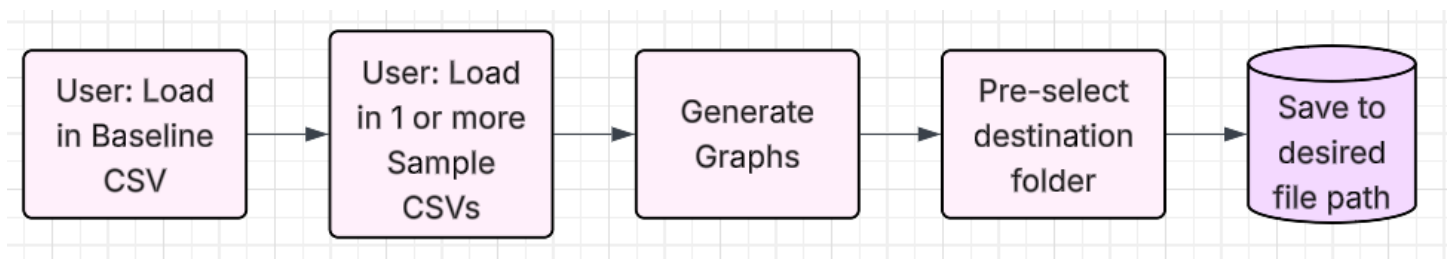 User: Load
in Baseline
CSV
User: Load
in 1 or more
Sample
CSVs
Generate
Graphs
Pre-select
destination
folder
Save to
desired
file path